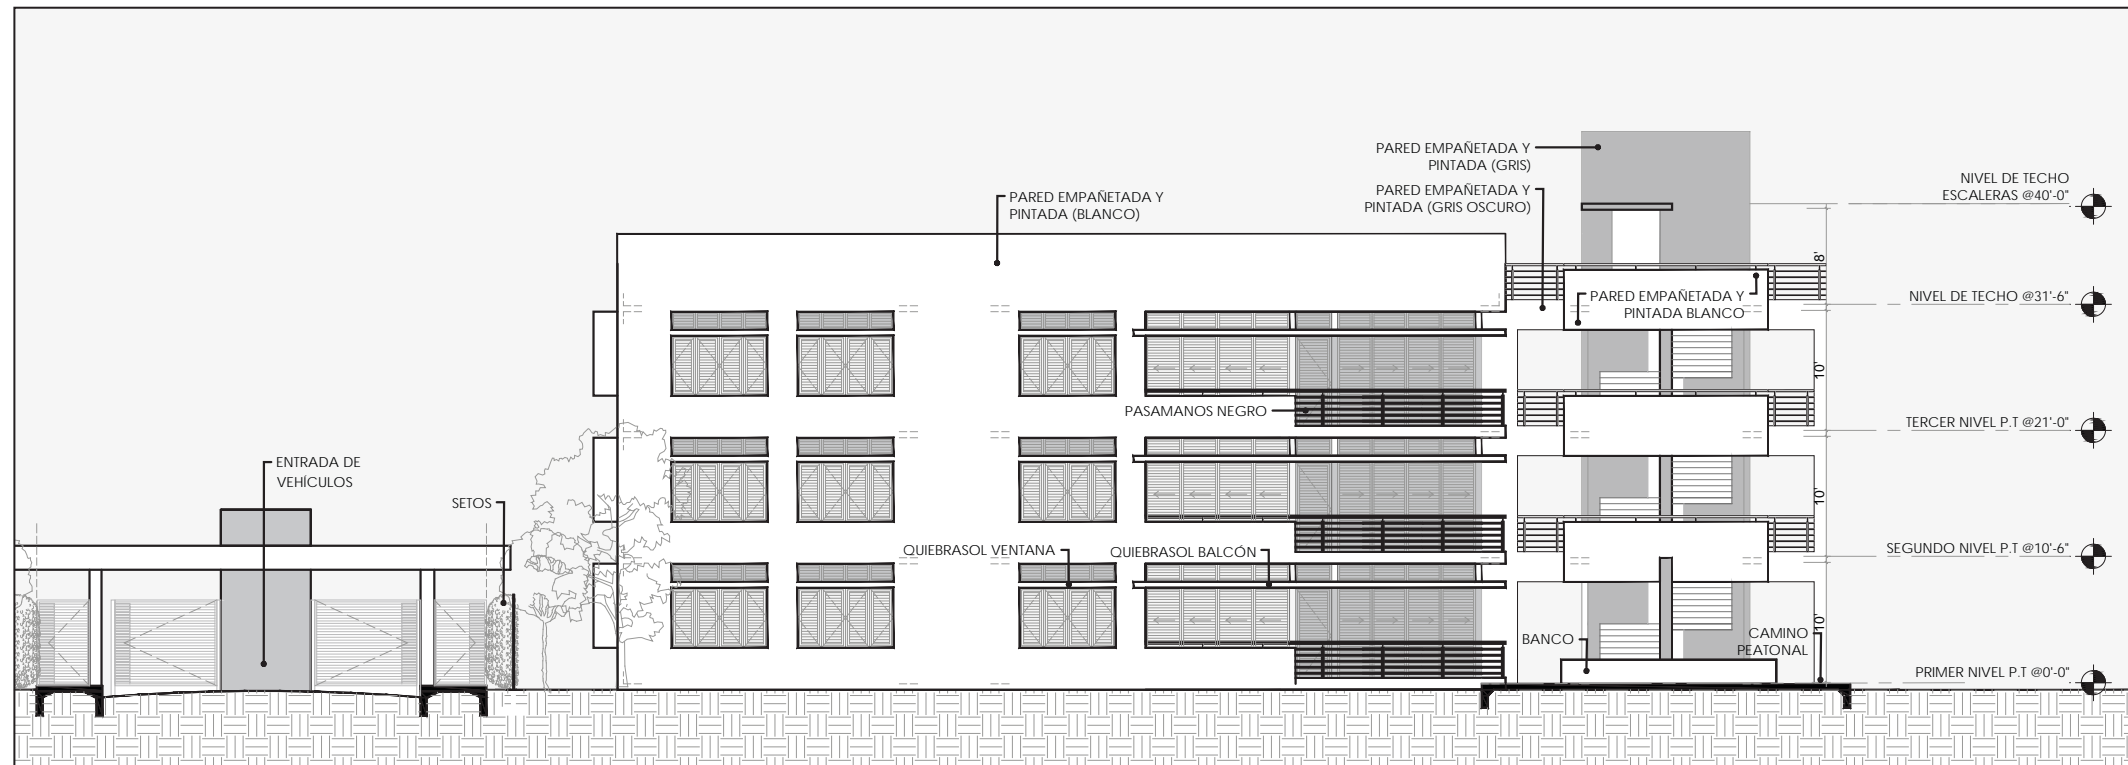 PARED EMPAÑETADA Y
PINTADA (GRIS)
NIVEL DE TECHO
ESCALERAS @40'-0"
PARED EMPAÑETADA Y
PINTADA (BLANCO)
PARED EMPAÑETADA Y
PINTADA (GRIS OSCURO)
8'
PARED EMPAÑETADA Y
PINTADA BLANCO
NIVEL DE TECHO @31'-6"
10'
PASAMANOS NEGRO
TERCER NIVEL P.T @21'-0"
ENTRADA DE
VEHÍCULOS
SETOS
10'
QUIEBRASOL VENTANA
QUIEBRASOL BALCÓN
SEGUNDO NIVEL P.T @10'-6"
10'
BANCO
CAMINO
PEATONAL
PRIMER NIVEL P.T @0'-0"